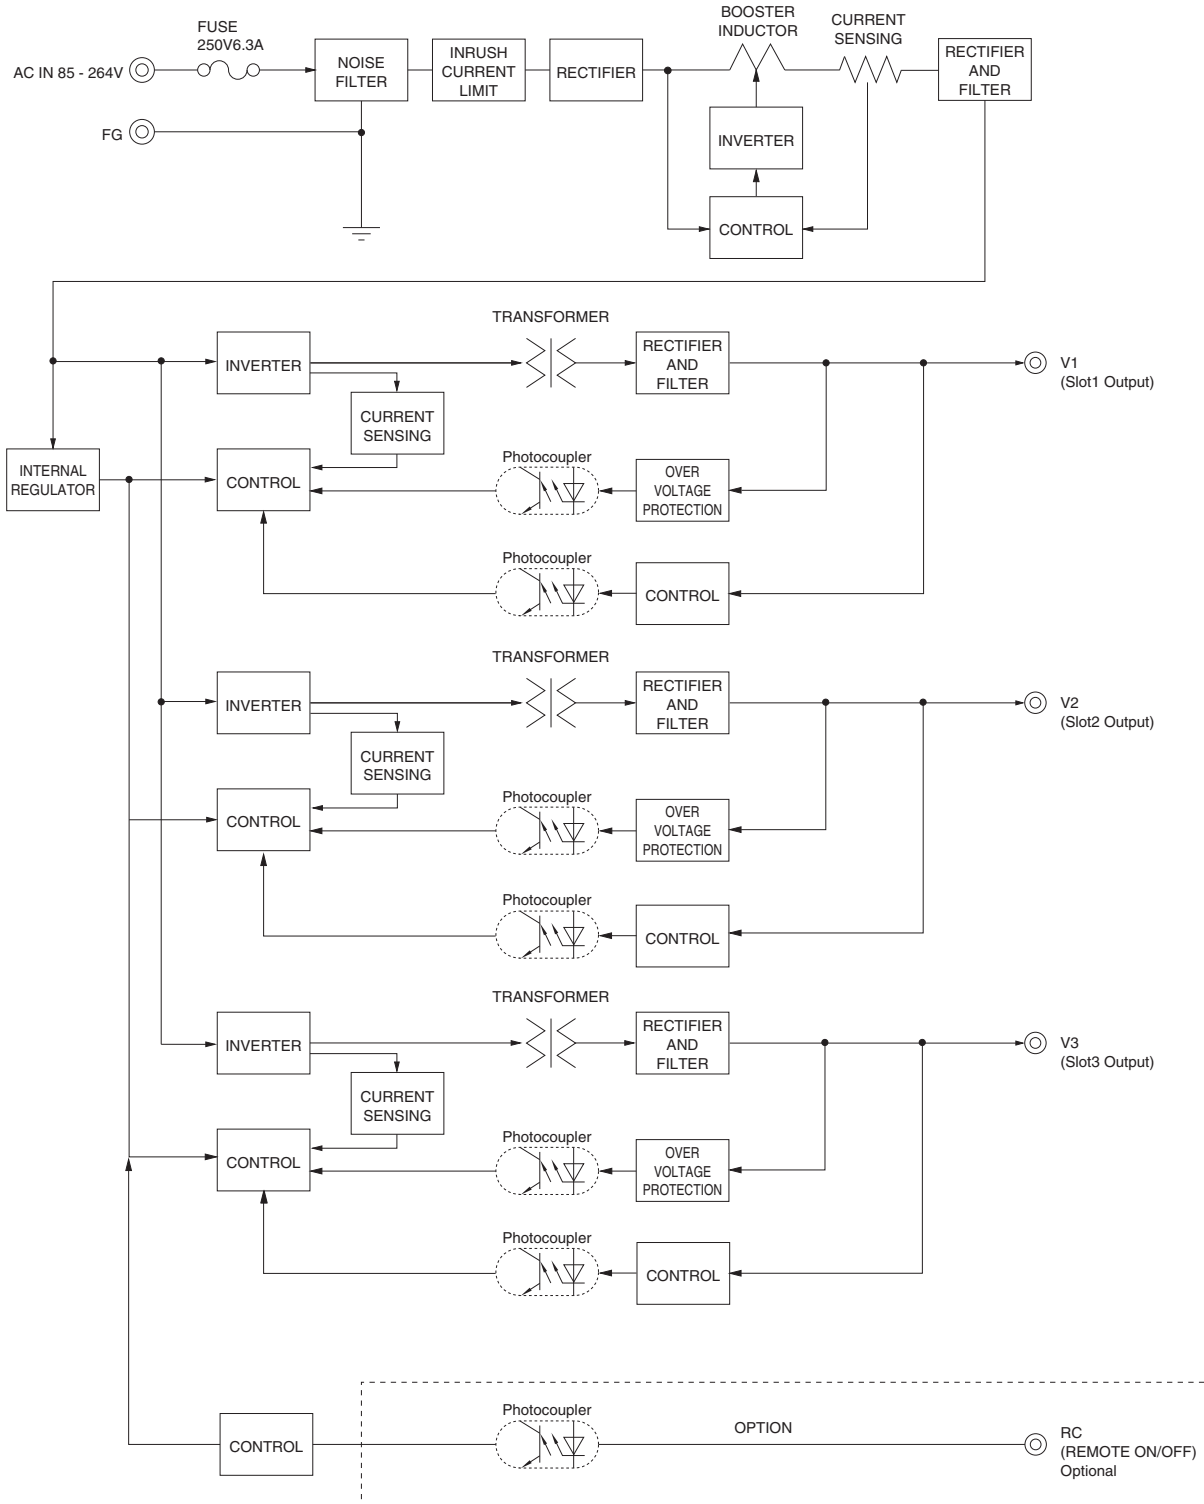 FUSE
250V6.3A
BOOSTER
INDUCTOR
CURRENT
SENSING
AC IN 85 - 264V
NOISE
FILTER
INRUSH
CURRENT
LIMIT
RECTIFIER
RECTIFIER
AND
FILTER
FG
INVERTER
CONTROL
TRANSFORMER
INVERTER
RECTIFIER
AND
FILTER
V1
(Slot1 Output)
CURRENT
SENSING
INTERNAL
REGULATOR
CONTROL
Photocoupler
OVER
VOLTAGE
PROTECTION
Photocoupler
CONTROL
TRANSFORMER
INVERTER
RECTIFIER
AND
FILTER
V2
(Slot2 Output)
CURRENT
SENSING
CONTROL
Photocoupler
OVER
VOLTAGE
PROTECTION
Photocoupler
CONTROL
TRANSFORMER
INVERTER
RECTIFIER
AND
FILTER
V3
(Slot3 Output)
CURRENT
SENSING
CONTROL
Photocoupler
OVER
VOLTAGE
PROTECTION
Photocoupler
CONTROL
CONTROL
Photocoupler
OPTION
RC
(REMOTE ON/OFF)
Optional